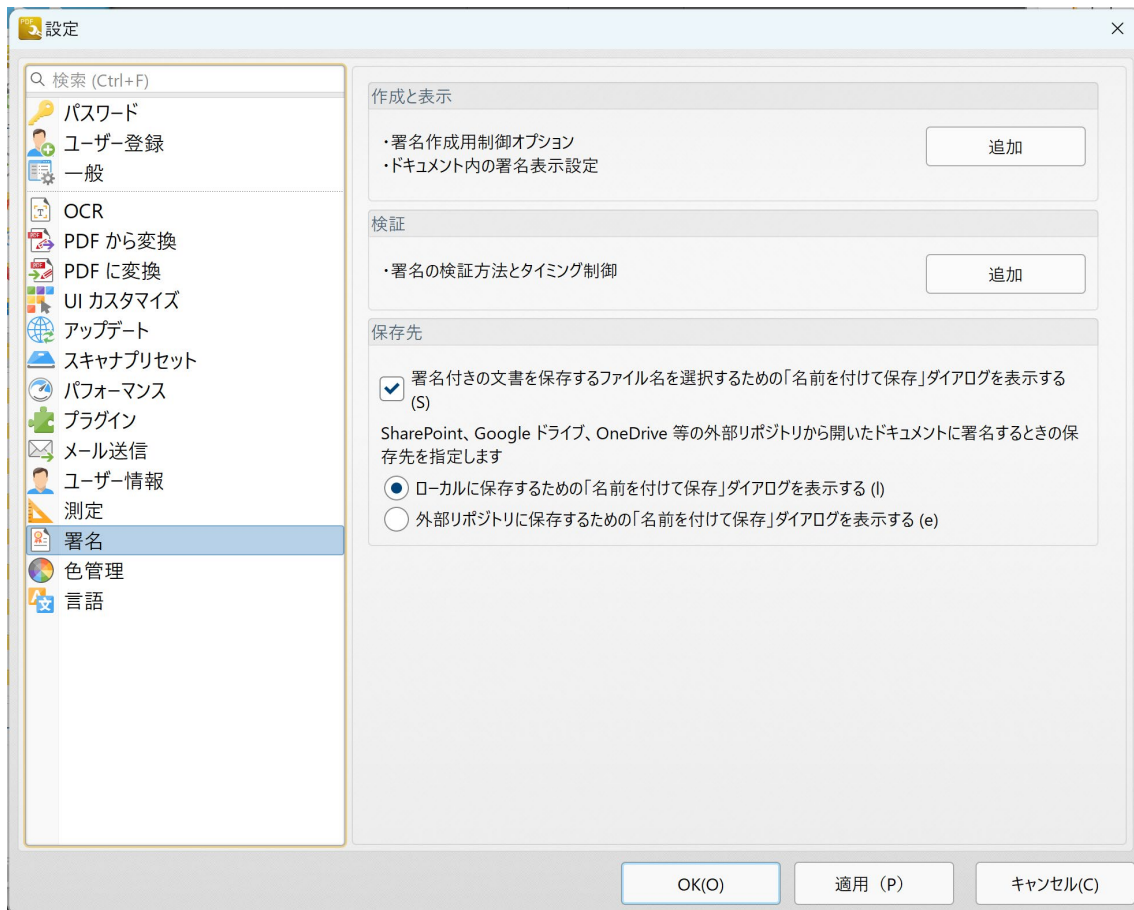 設定
検索 (Ctrl+F)
パスワード
ユーザー登録
一般
OCR
PDF から変換
PDF に変換
UI カスタマイズ
アップデート
スキャナプリセット
パフォーマンス
プラグイン
メール送信
ユーザー情報
測定
署名
色管理
言語
作成と表示
・署名作成用制御オプション
・ドキュメント内の署名表示設定
追加
検証
・署名の検証方法とタイミング制御
追加
保存先
署名付きの文書を保存するファイル名を選択するための「名前を付けて保存」ダイアログを表示する
(S)
SharePoint、Google ドライブ、OneDrive 等の外部リポジトリから開いたドキュメントに署名するときの保
存先を指定します
ローカルに保存するための「名前を付けて保存」ダイアログを表示する (l)
外部リポジトリに保存するための「名前を付けて保存」ダイアログを表示する (e)
OK(O)
適用（P）
キャンセル(C)